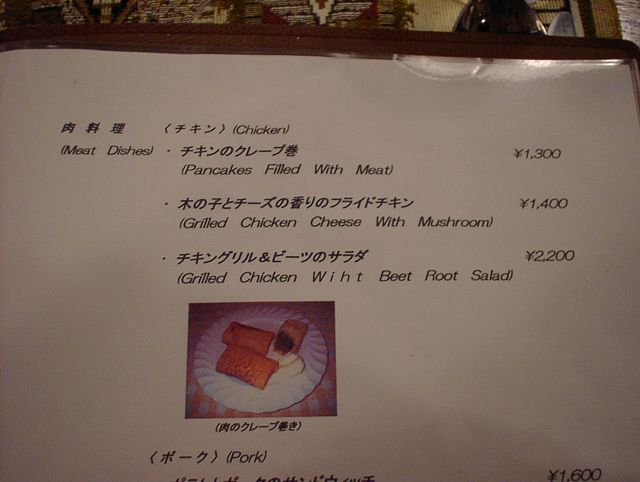 肉 料 理 〈チキン〉(Chicken)
(Meat Dishes) ・ チキンのクレープ巻 ¥1,300
(Pancakes Filled With Meat)
・ 木の子とチーズの香りのフライドチキン ¥1,400
(Grilled Chicken Cheese With Mushroom)
・ チキングリル＆ビーツのサラダ ¥2,200
(Grilled Chicken Wiht Beet Root Salad)
(肉のクレープ巻き)
〈ポーク〉(Pork)
¥1,600